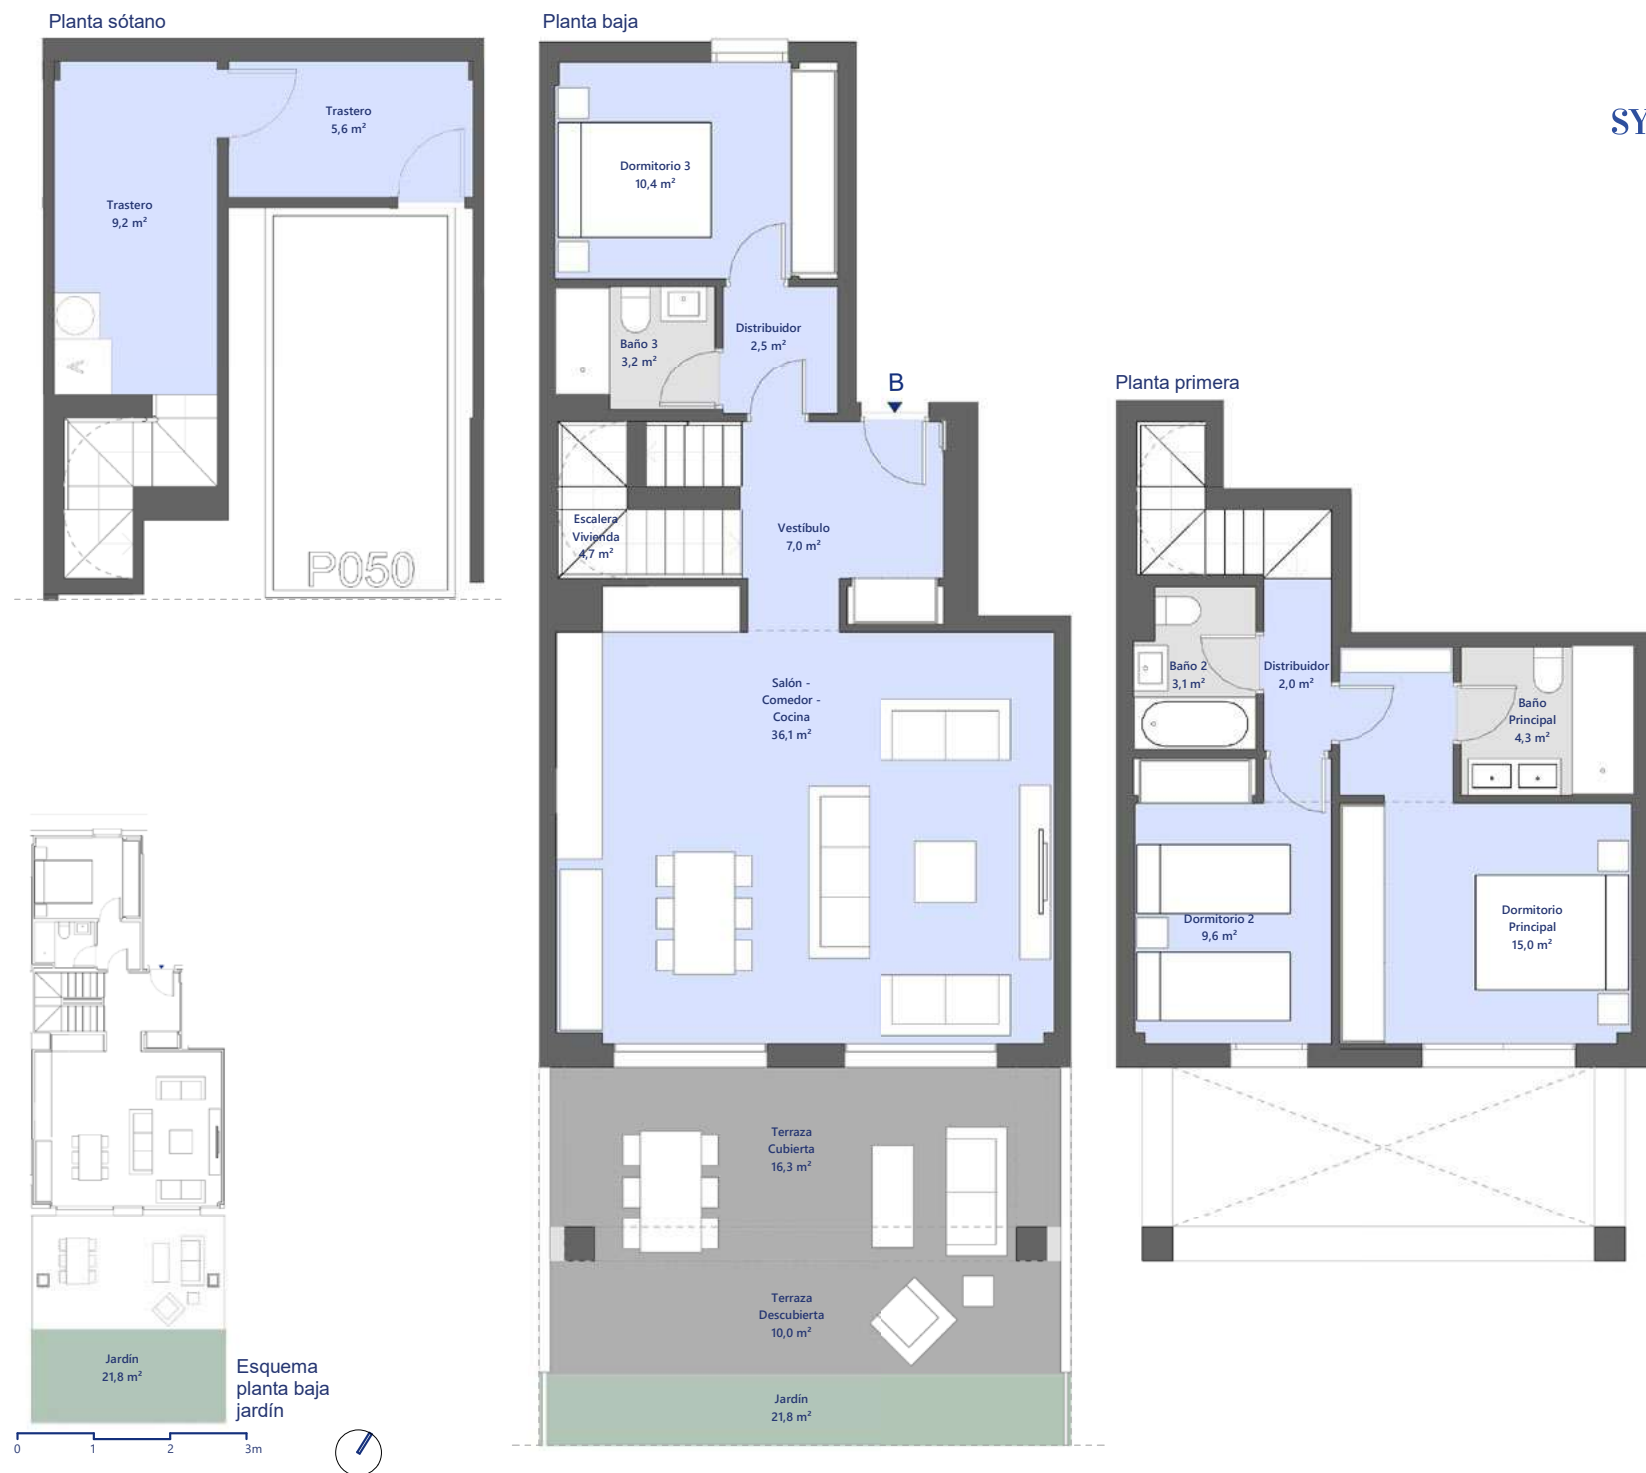 Planta sótano
Trastero
5,6 m²
Trastero
9,2 m²
A
P050
Planta baja
Dormitorio 3
10,4 m²
Baño 3
3,2 m²
Distribuidor
2,5 m²
B
Escalera
Vivienda
4,7 m²
Vestíbulo
7,0 m²
Salón -
Comedor -
Cocina
36,1 m²
Terraza
Cubierta
16,3 m²
Terraza
Descubierta
10,0 m²
Jardín
21,8 m²
SY
Planta primera
Baño 2
3,1 m²
Distribuidor
2,0 m²
Baño
Principal
4,3 m²
Dormitorio 2
9,6 m²
Dormitorio
Principal
15,0 m²
Jardín
21,8 m²
Esquema
planta baja
jardín
0 1 2 3m